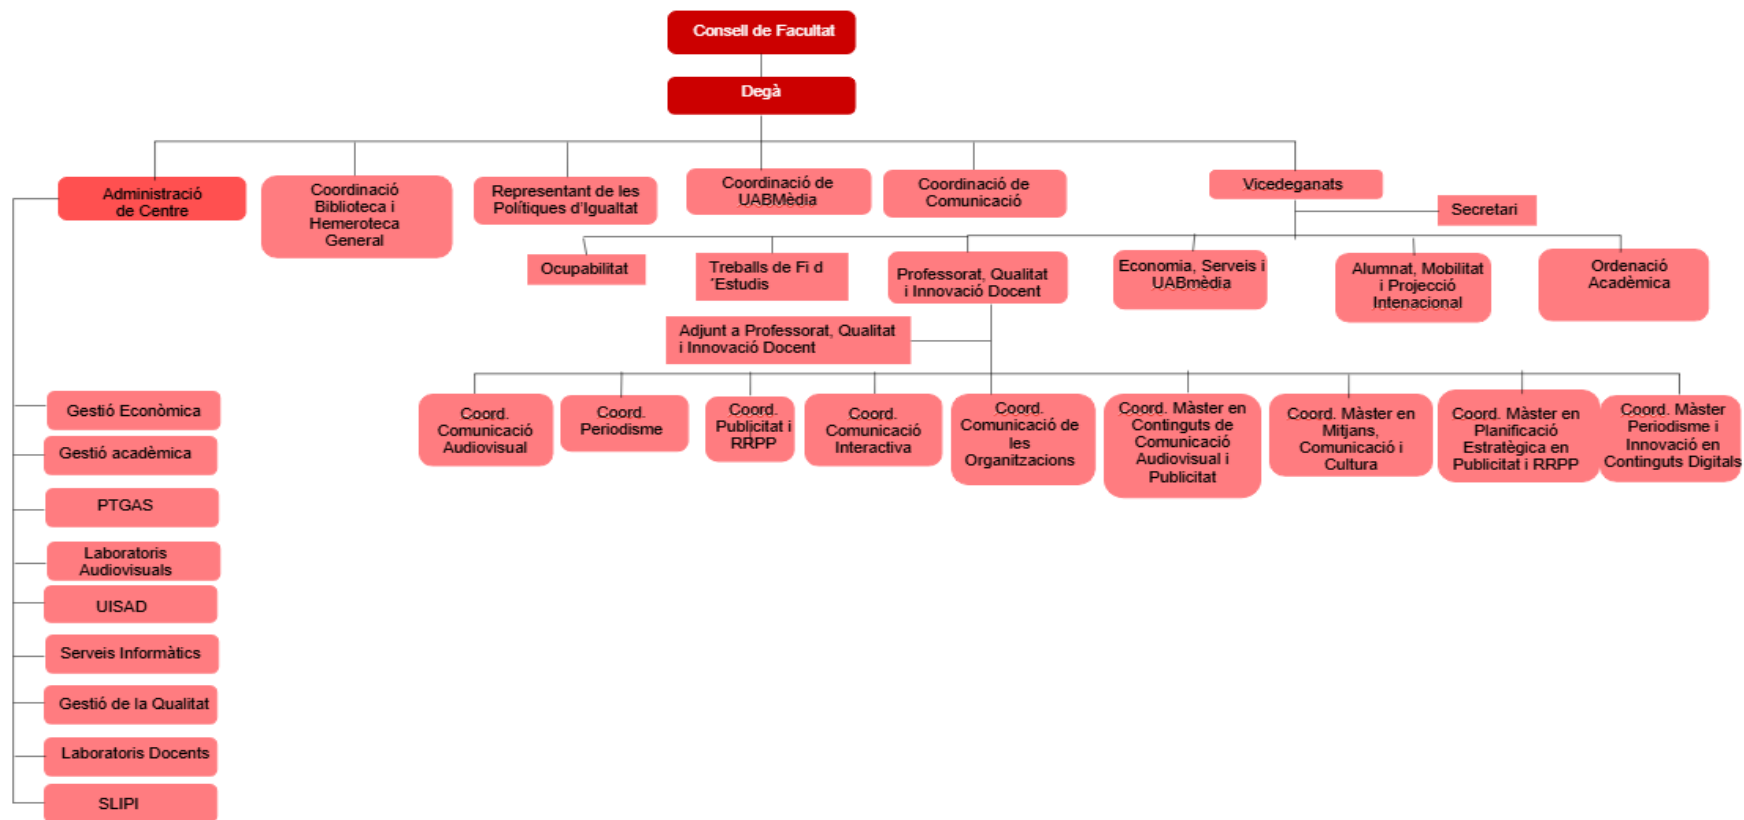 Consell de Facultat
Degà
Administració
de Centre
Coordinació
Biblioteca i
Hemeroteca
General
Representant de les
Polítiques d'Igualtat
Coordinació de
UABMèdia
Coordinació de
Comunicació
Vicedeganats
Secretari
Ocupabilitat
Treballs de Fi d
´Estudis
Professorat, Qualitat
i Innovació Docent
Economia, Serveis i
UABmèdia
Alumnat, Mobilitat
i Projecció
Intenacional
Ordenació
Acadèmica
Adjunt a Professorat, Qualitat
i Innovació Docent
Coord.
Comunicació
Audiovisual
Coord.
Periodisme
Coord.
Publicitat i
RRPP
Coord.
Comunicació
Interactiva
Coord.
Comunicació de
les
Organitzacions
Coord. Màster en
Continguts de
Comunicació
Audiovisual i
Publicitat
Coord. Màster en
Mitjans,
Comunicació i
Cultura
Coord. Màster en
Planificació
Estratègica en
Publicitat i RRPP
Coord. Màster
Periodisme i
Innovació en
Continguts Digitals
Gestió Econòmica
Gestió acadèmica
PTGAS
Laboratoris
Audiovisuals
UISAD
Serveis Informàtics
Gestió de la Qualitat
Laboratoris Docents
SLIPI